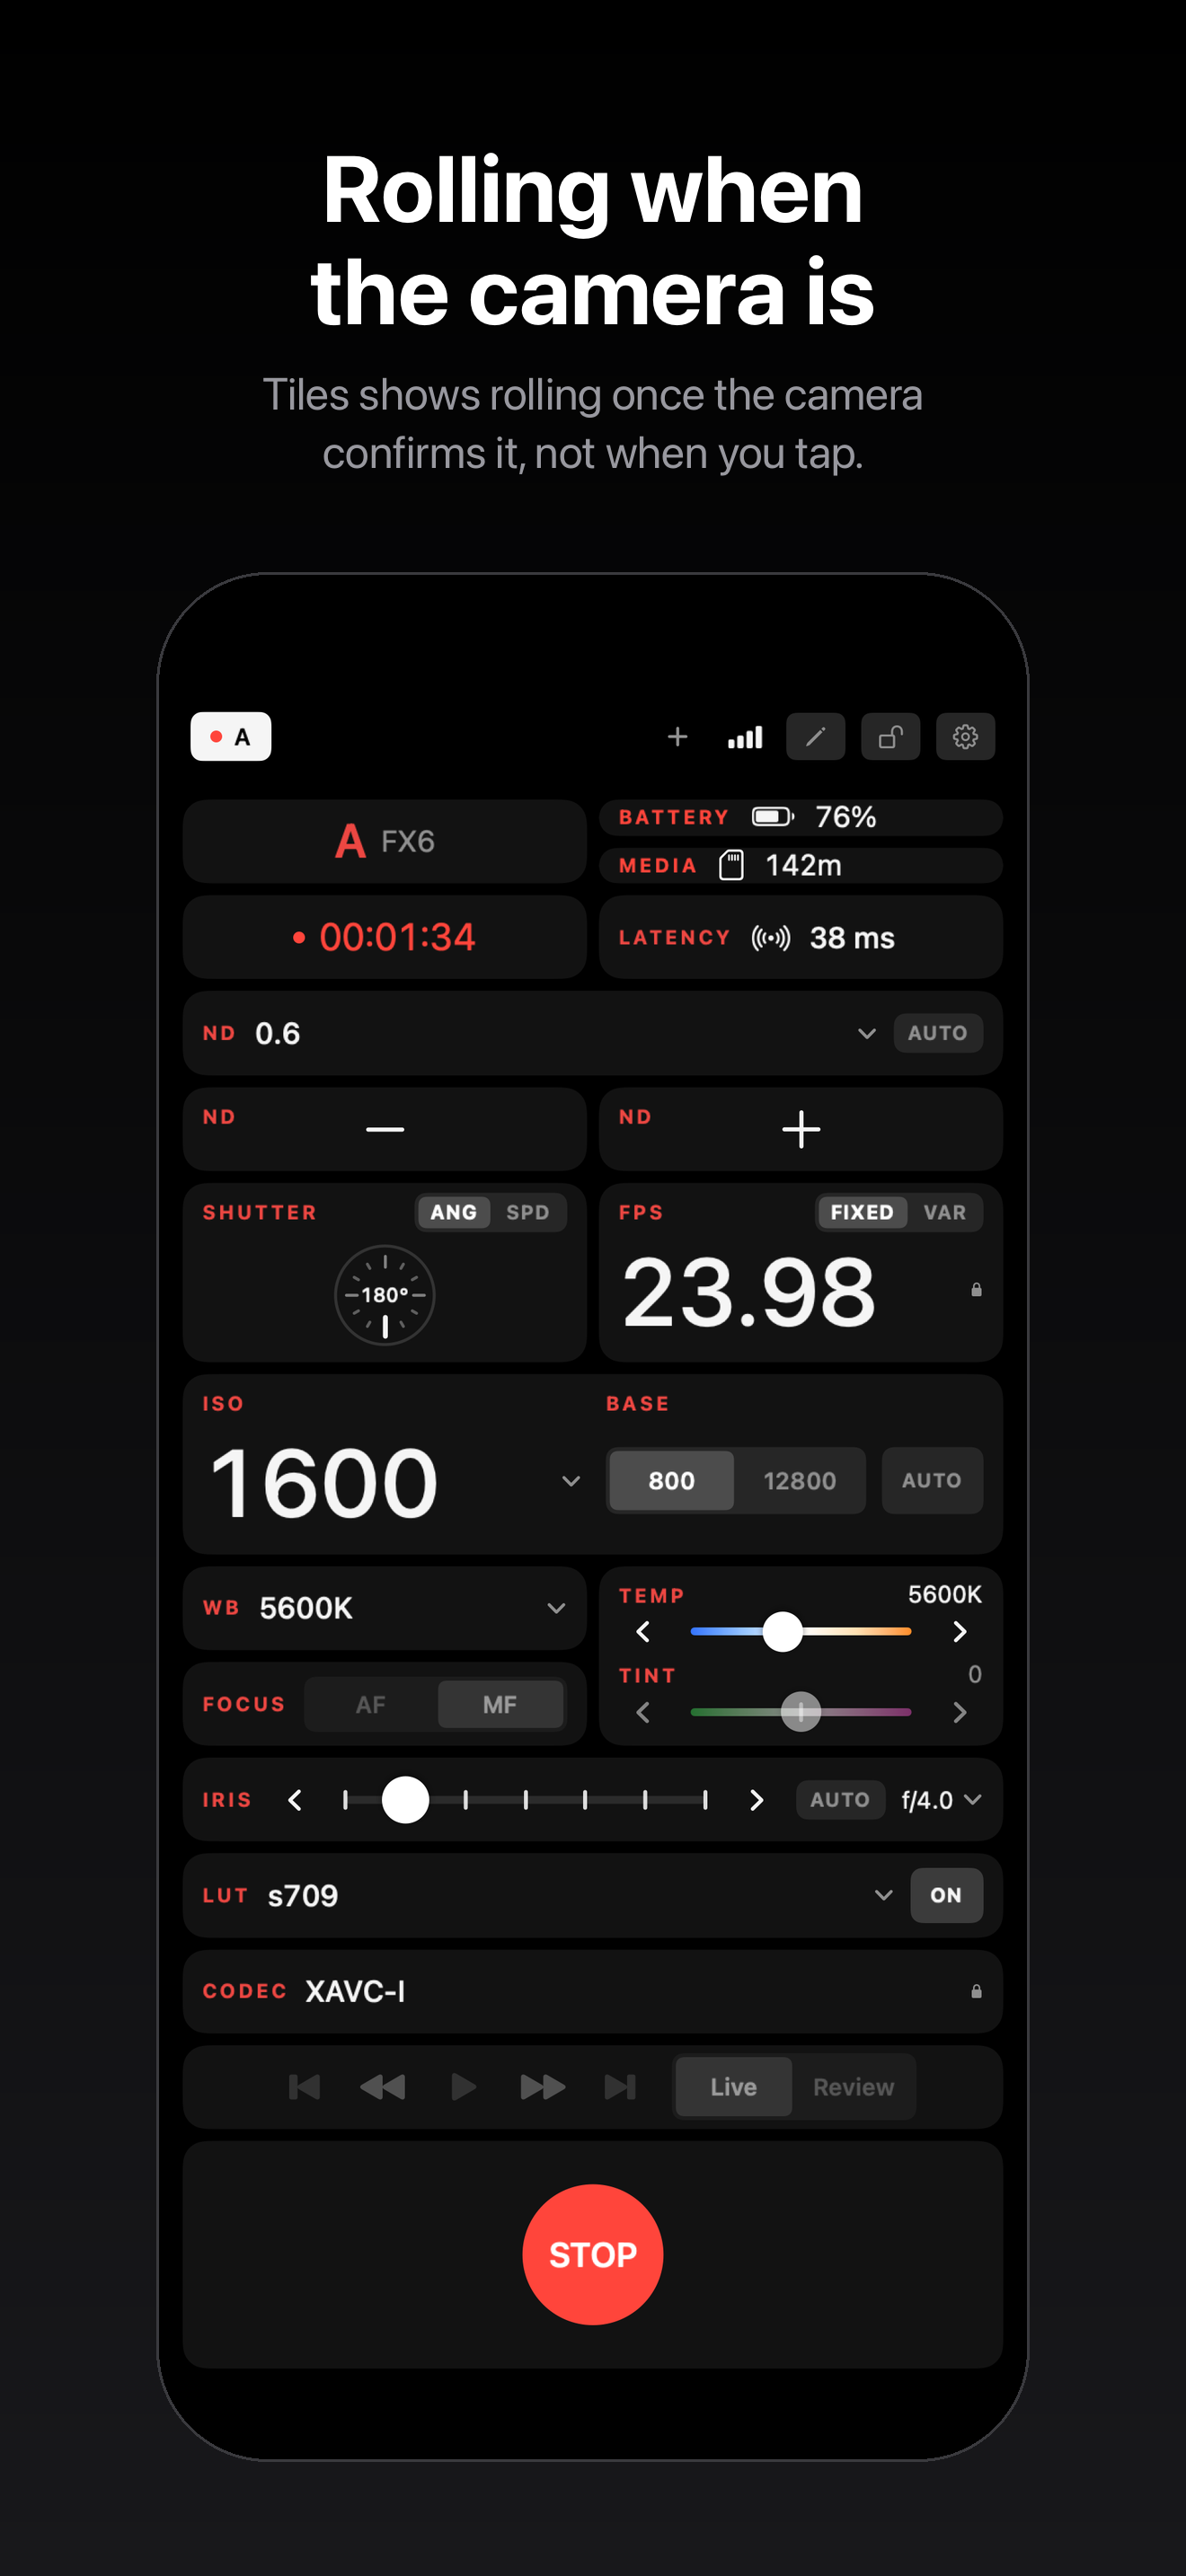 Rolling when
the camera is
Tiles shows rolling once the camera
confirms it, not when you tap.
A
A FX6
BATTERY 76%
MEDIA 142m
00:01:34
LATENCY 38 ms
ND 0.6 AUTO
ND
ND
SHUTTER ANG SPD
180°
FPS FIXED VAR
23.98
ISO BASE
1600 800 12800 AUTO
WB 5600K
TEMP 5600K
TINT 0
FOCUS AF MF
IRIS AUTO f/4.0
LUT s709 ON
CODEC XAVC-I
Live Review
STOP